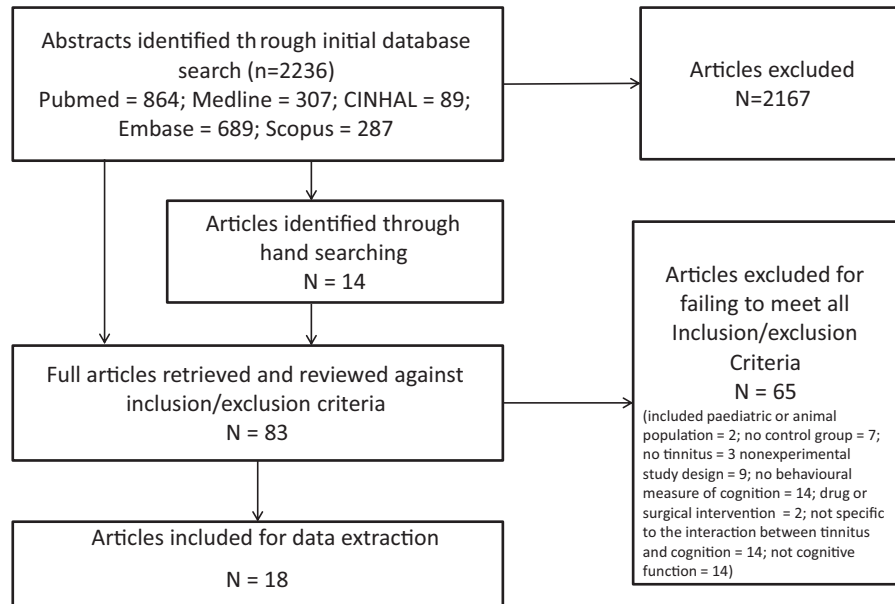 Abstracts identified through initial database
search (n=2236)
Pubmed = 864; Medline = 307; CINHAL = 89;
Embase = 689; Scopus = 287
Articles excluded
N=2167
Articles identified through
hand searching
N = 14
Full articles retrieved and reviewed against
inclusion/exclusion criteria
N = 83
Articles excluded for
failing to meet all
Inclusion/exclusion
Criteria
N = 65
(included paediatric or animal
population = 2; no control group = 7;
no tinnitus = 3 nonexperimental
study design = 9; no behavioural
measure of cognition = 14; drug or
surgical intervention = 2; not specific
to the interaction between tinnitus
and cognition = 14; not cognitive
function = 14)
Articles included for data extraction
N = 18